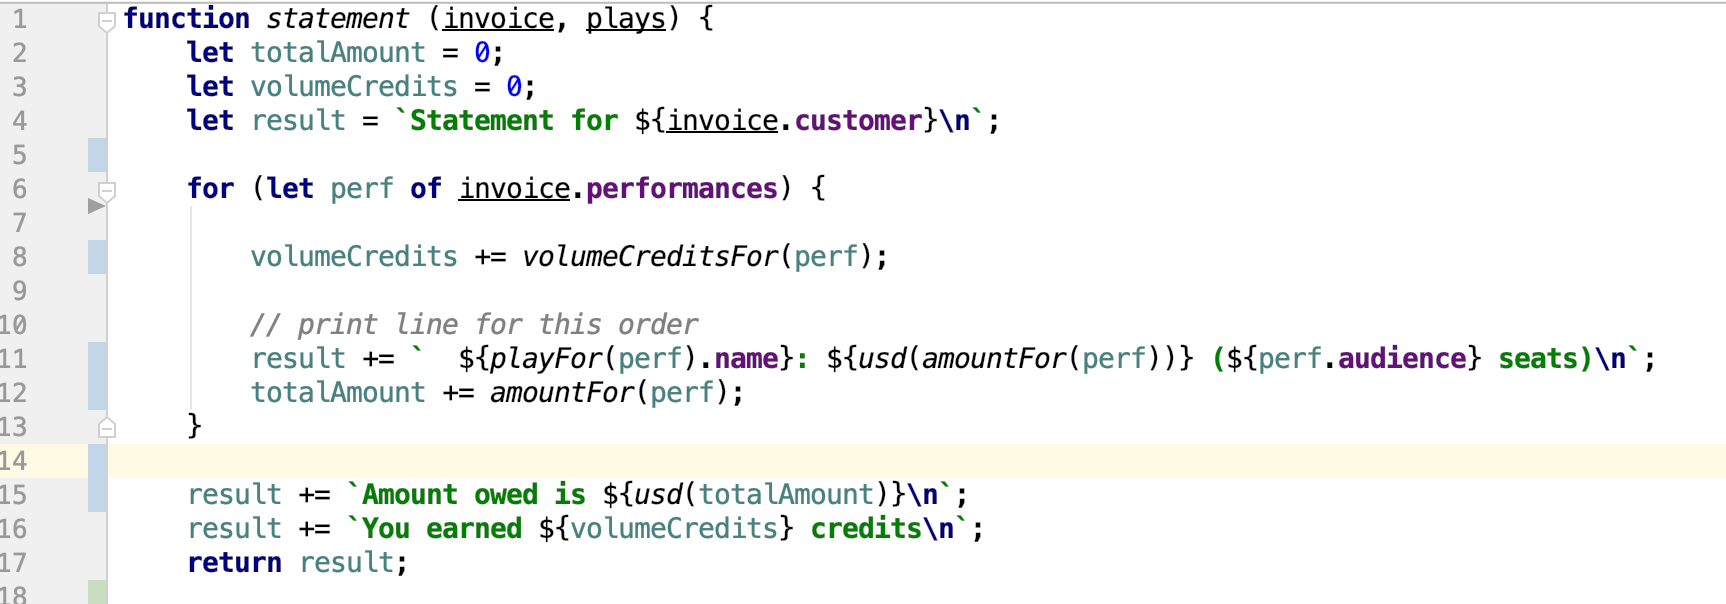 1 function statement (invoice, plays) {
2     let totalAmount = 0;
3     let volumeCredits = 0;
4     let result = `Statement for ${invoice.customer}\n`;
5
6     for (let perf of invoice.performances) {
7
8         volumeCredits += volumeCreditsFor(perf);
9
10         // print line for this order
11         result += `  ${playFor(perf).name}: ${usd(amountFor(perf))} (${perf.audience} seats)\n`;
12         totalAmount += amountFor(perf);
13     }
14
15     result += `Amount owed is ${usd(totalAmount)}\n`;
16     result += `You earned ${volumeCredits} credits\n`;
17     return result;
18